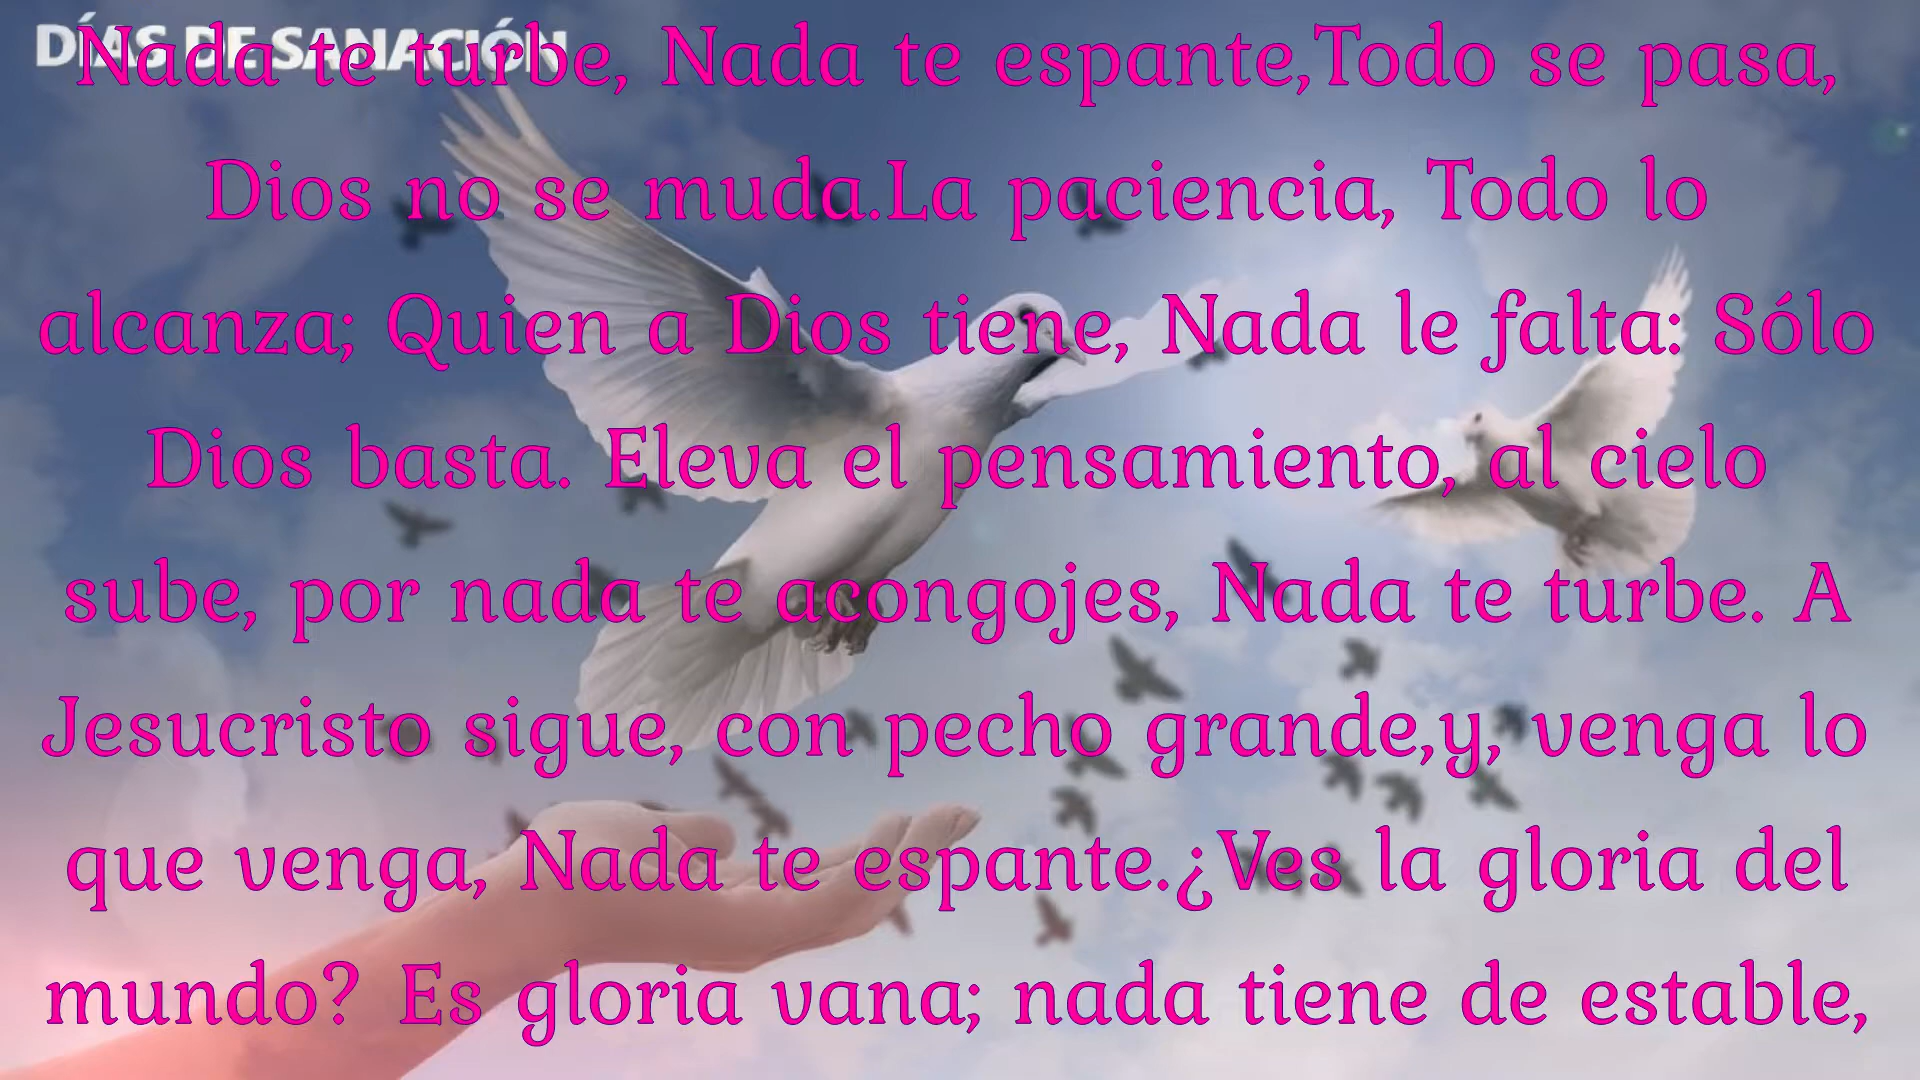 DÍAS DE SANACIÓN
Nada te turbe, Nada te espante,Todo se pasa,
Dios no se muda.La paciencia, Todo lo
alcanza; Quien a Dios tiene, Nada le falta: Sólo
Dios basta. Eleva el pensamiento, al cielo
sube, por nada te acongojes, Nada te turbe. A
Jesucristo sigue, con pecho grande,y, venga lo
que venga, Nada te espante.¿Ves la gloria del
mundo? Es gloria vana; nada tiene de estable,